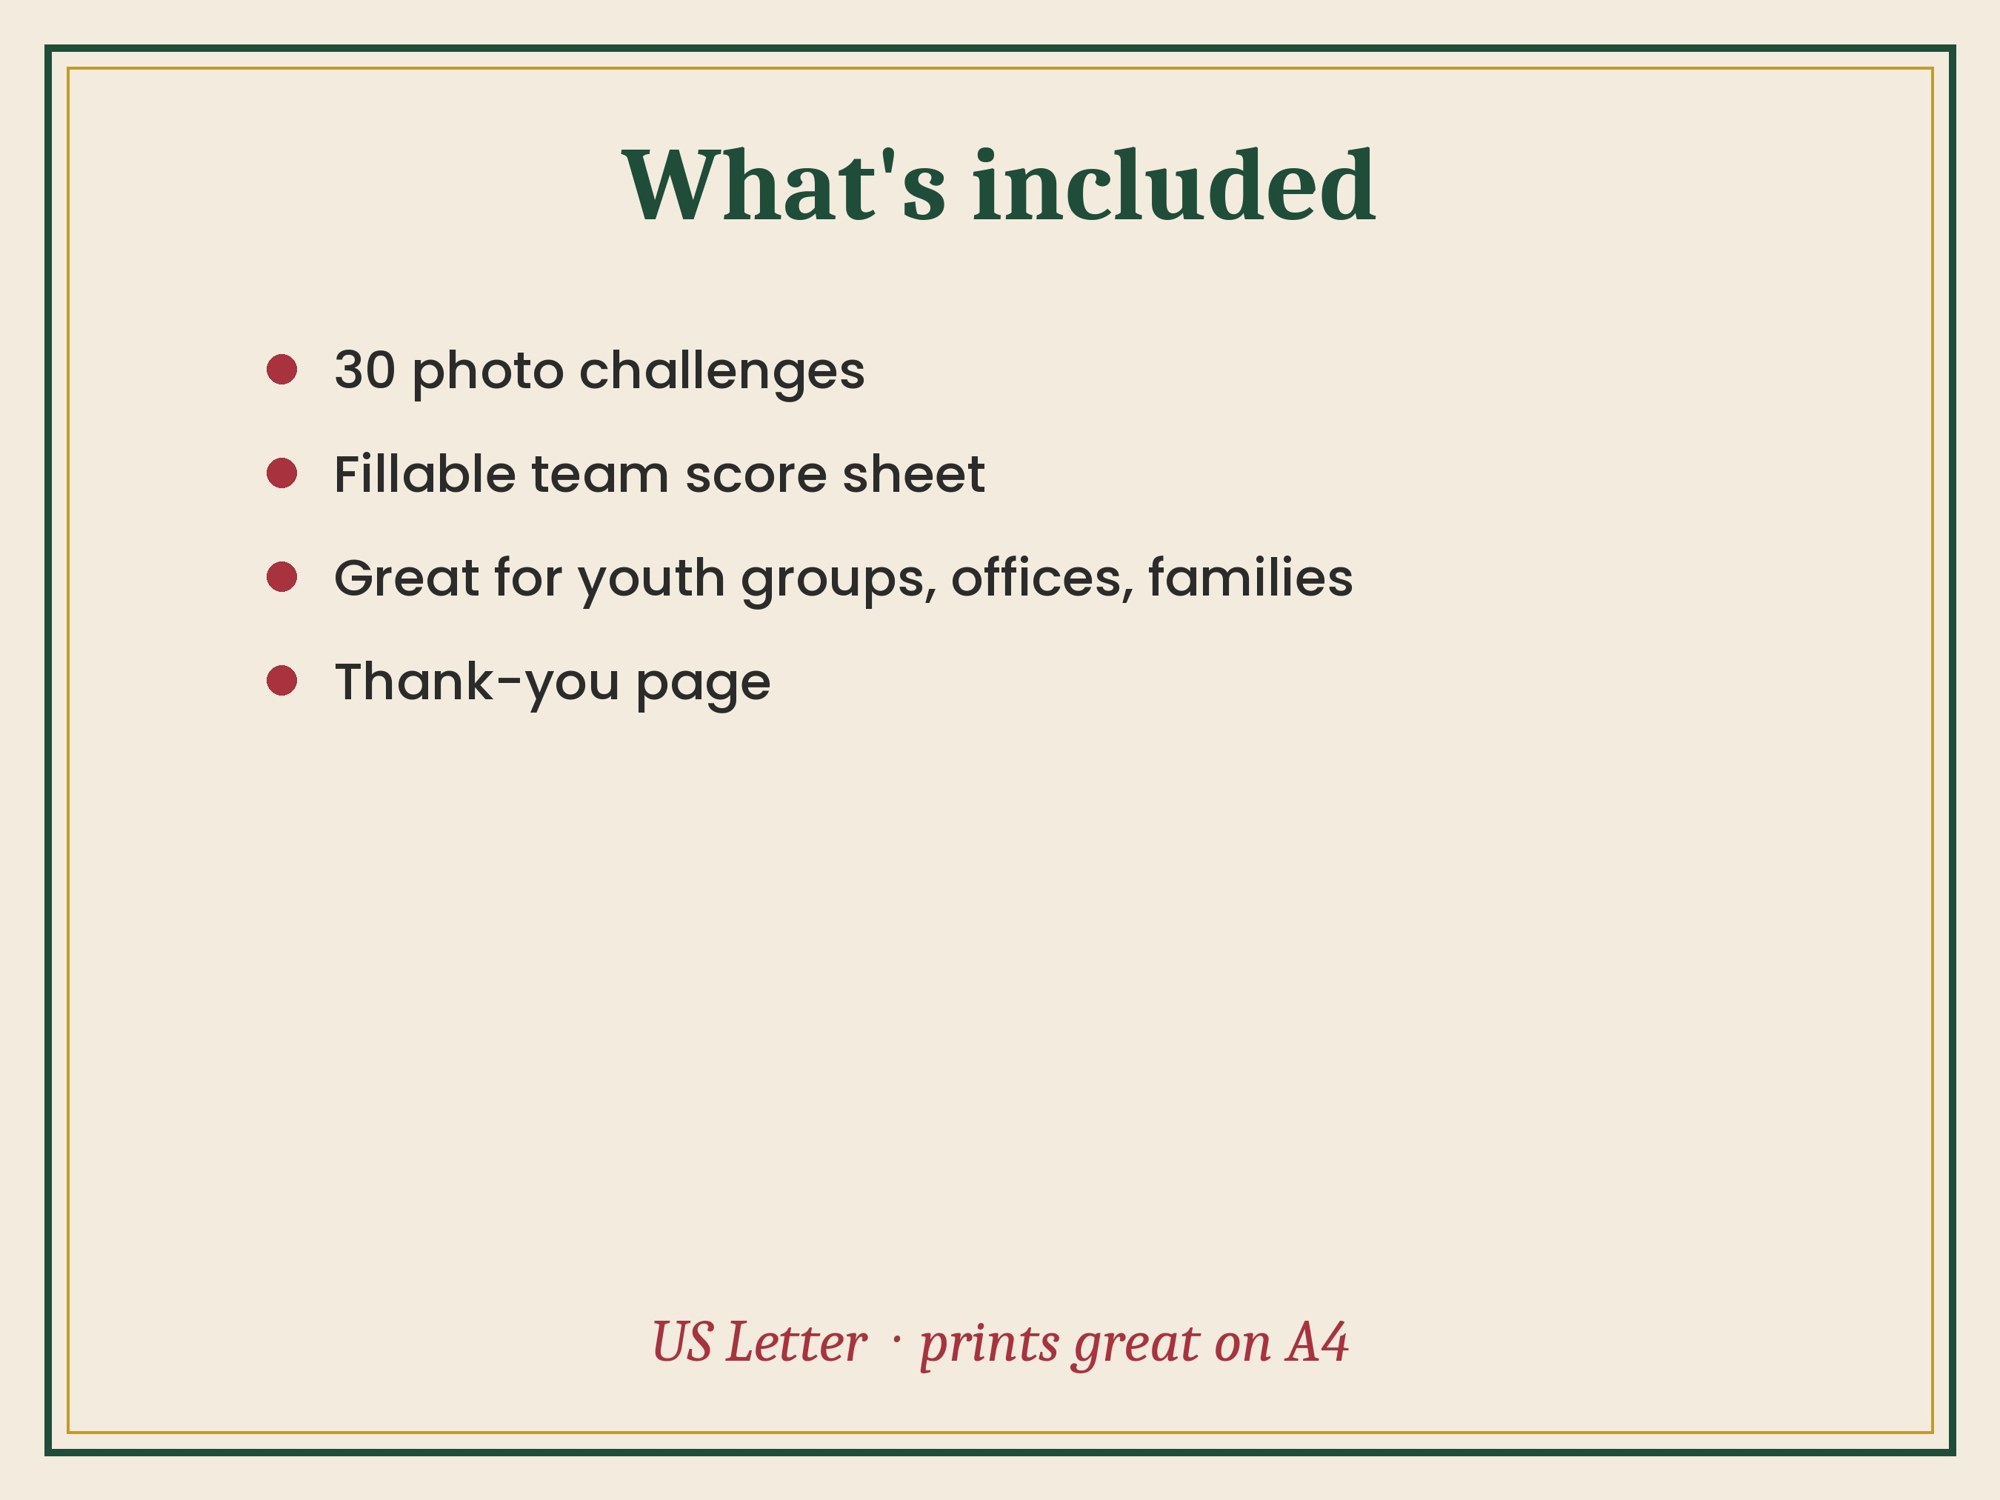 What's included
30 photo challenges
Fillable team score sheet
Great for youth groups, offices, families
Thank-you page
US Letter · prints great on A4